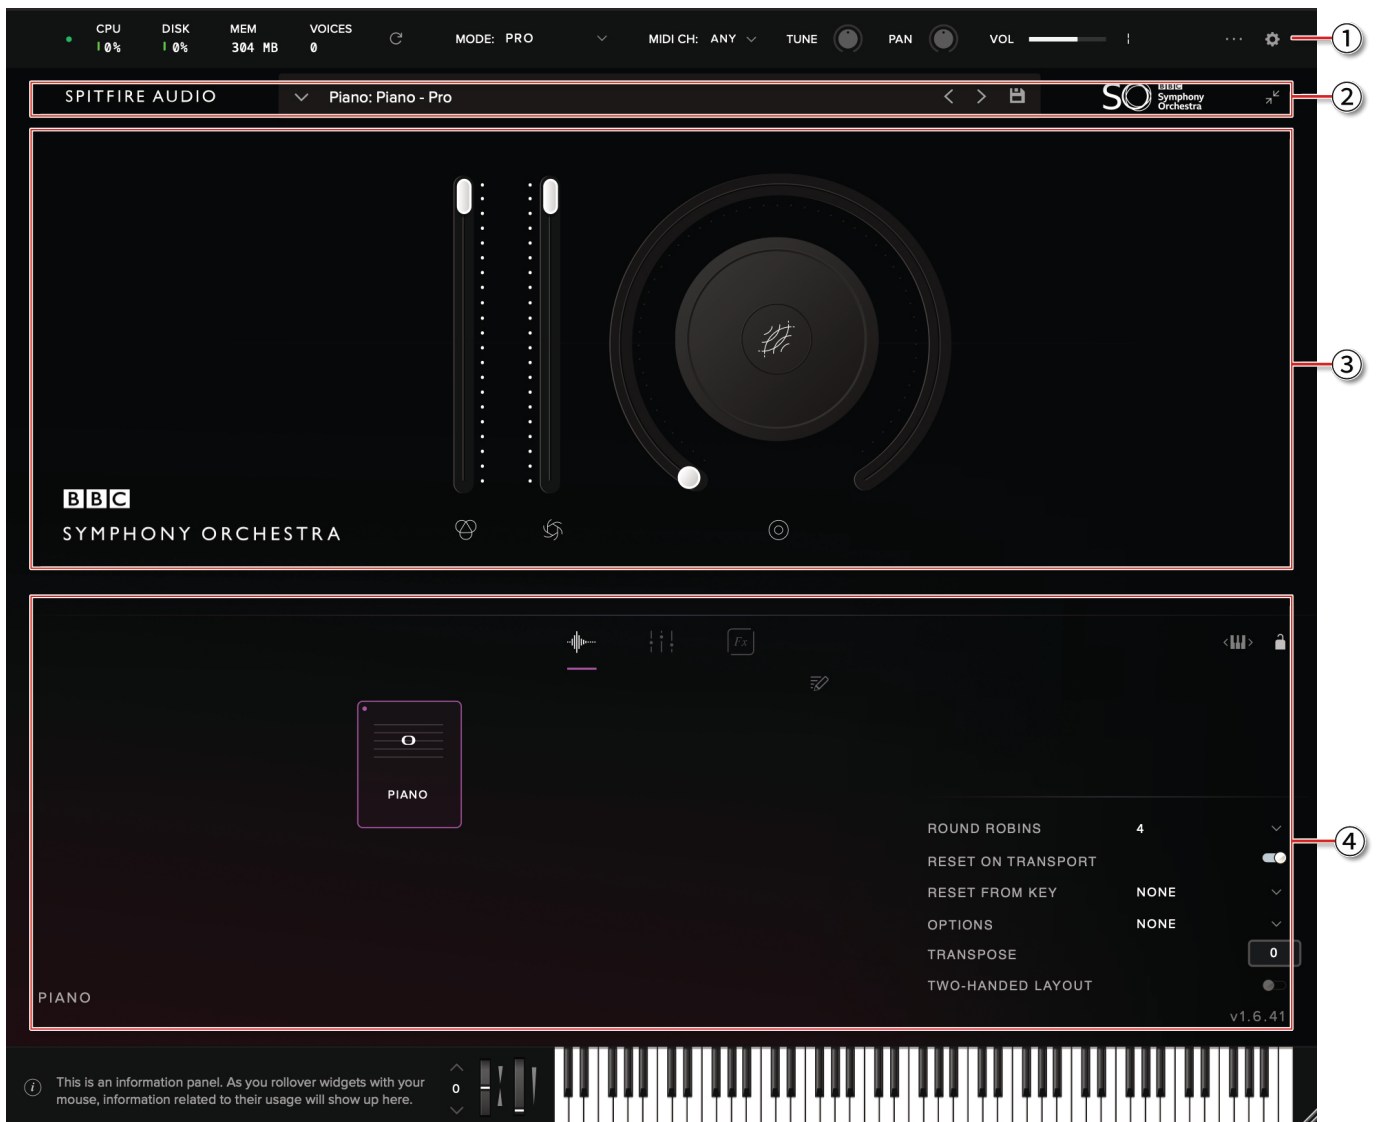 CPU DISK MEM VOICES
0% 0% 304 MB 0
MODE: PRO
MIDI CH: ANY
TUNE
PAN
VOL
1
SPITFIRE AUDIO
Piano: Piano - Pro
SO
BBC
Symphony
Orchestra
2
3
BBC
SYMPHONY ORCHESTRA
Fx
PIANO
ROUND ROBINS 4
RESET ON TRANSPORT
4
RESET FROM KEY NONE
OPTIONS NONE
TRANSPOSE 0
TWO-HANDED LAYOUT
PIANO
v1.6.41
This is an information panel. As you rollover widgets with your
mouse, information related to their usage will show up here.
0